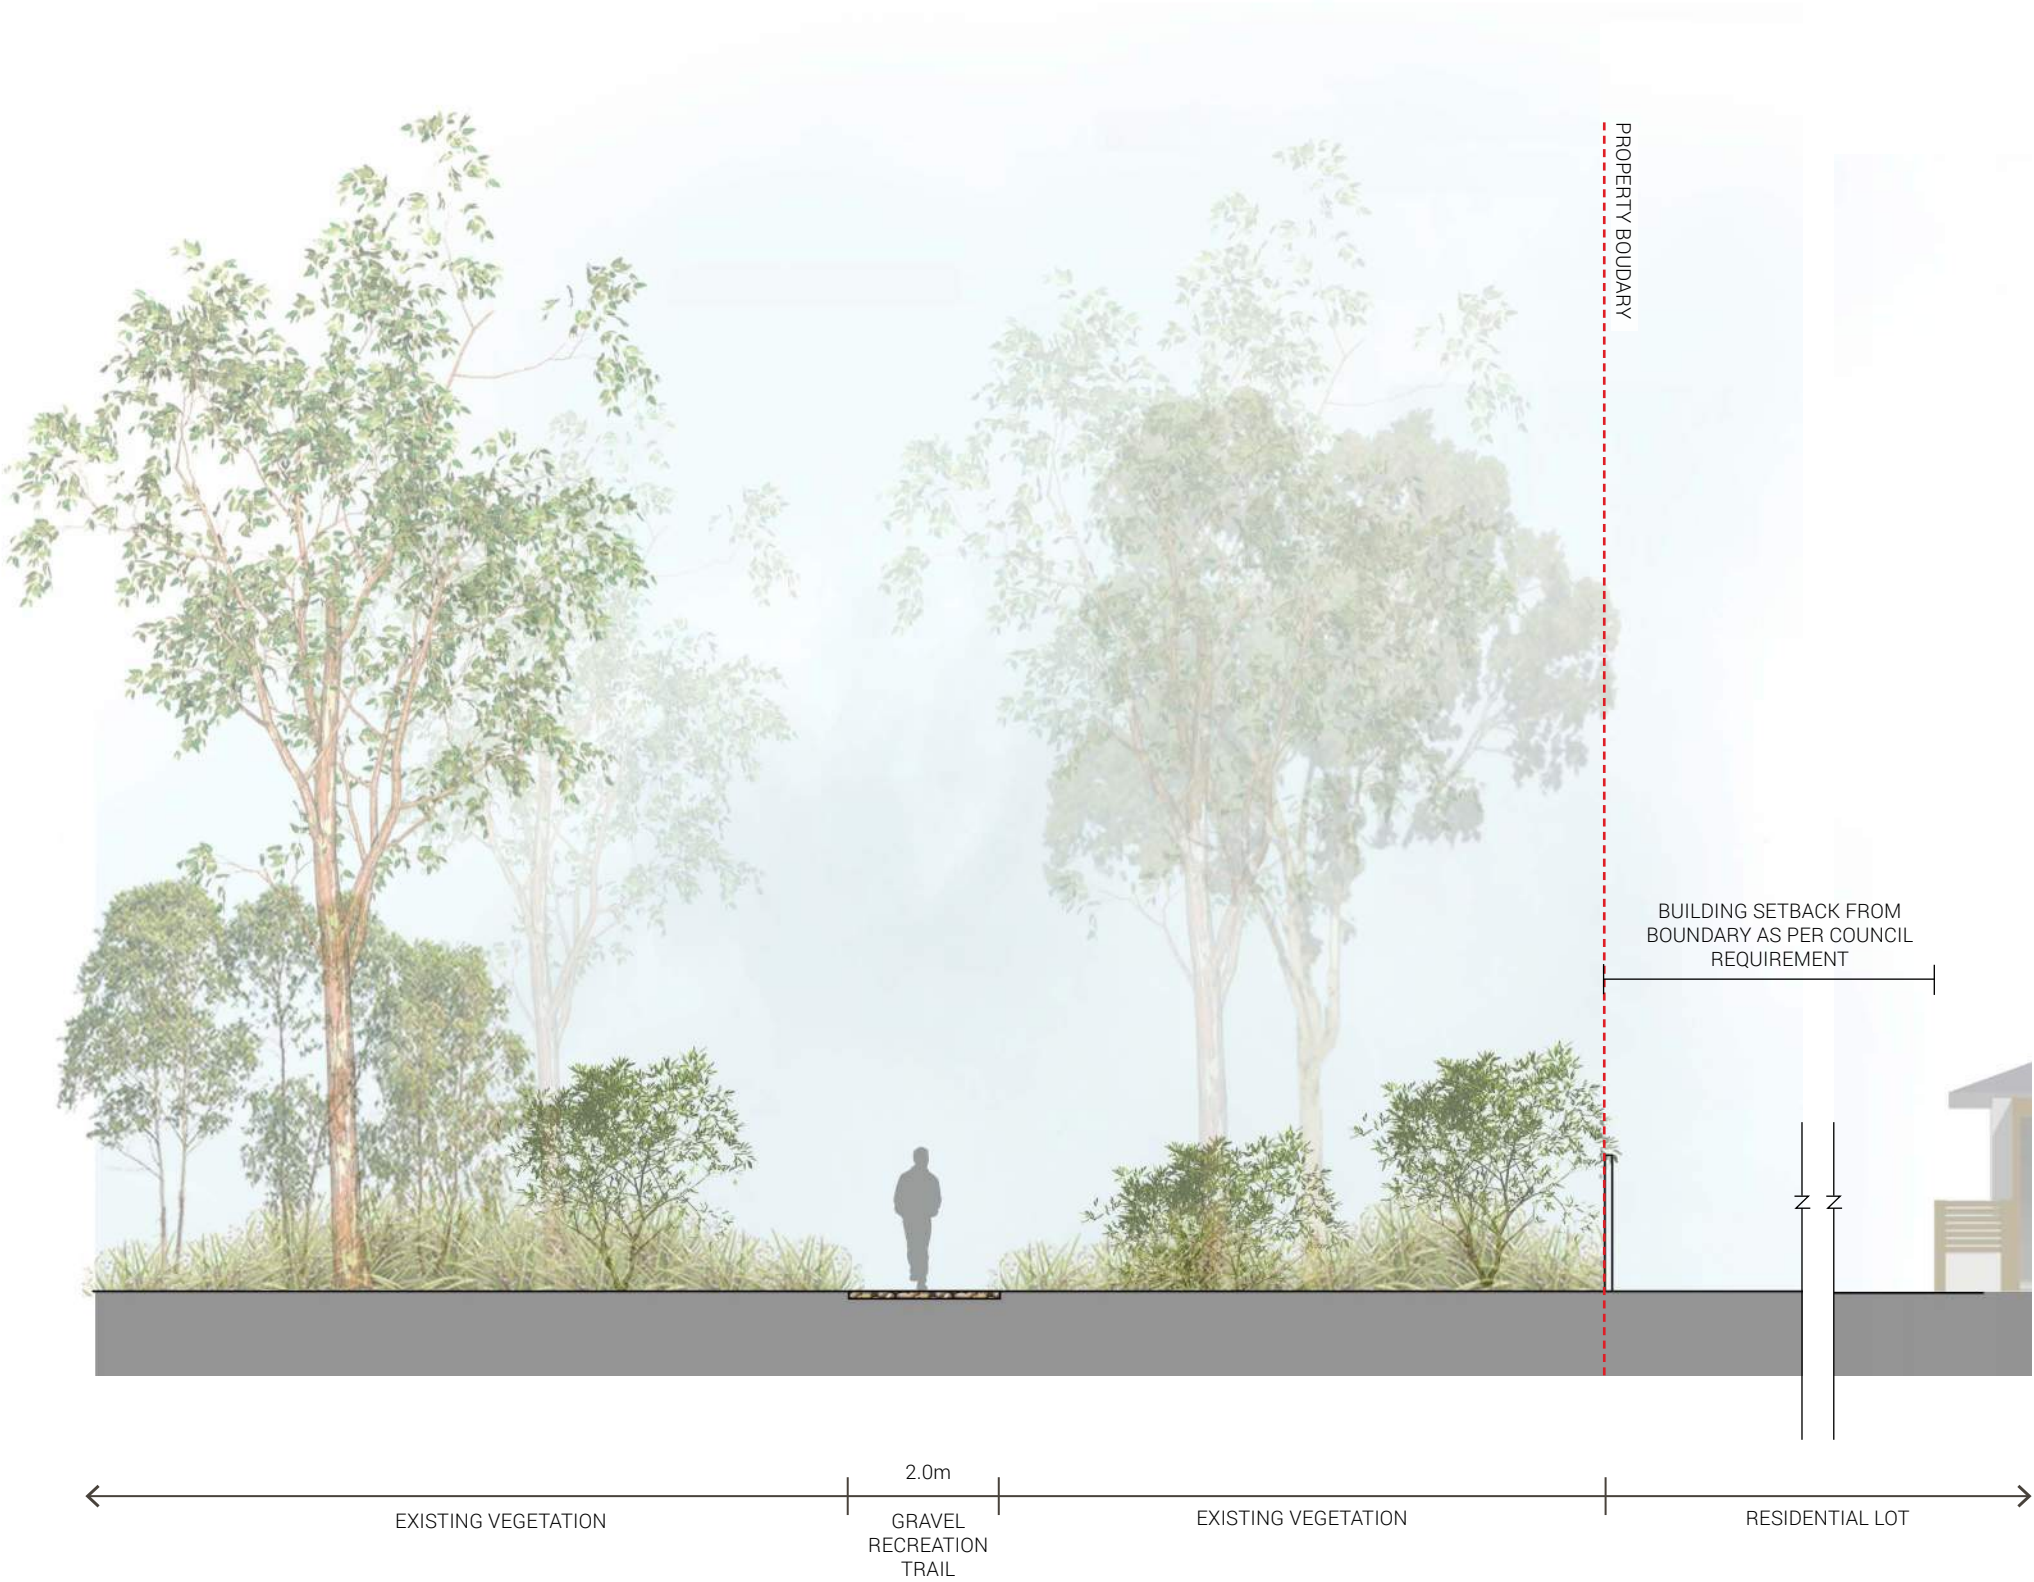 PROPERTY BOUDARY
BUILDING SETBACK FROM
BOUNDARY AS PER COUNCIL
REQUIREMENT
2.0m
EXISTING VEGETATION
GRAVEL
RECREATION
TRAIL
EXISTING VEGETATION
RESIDENTIAL LOT